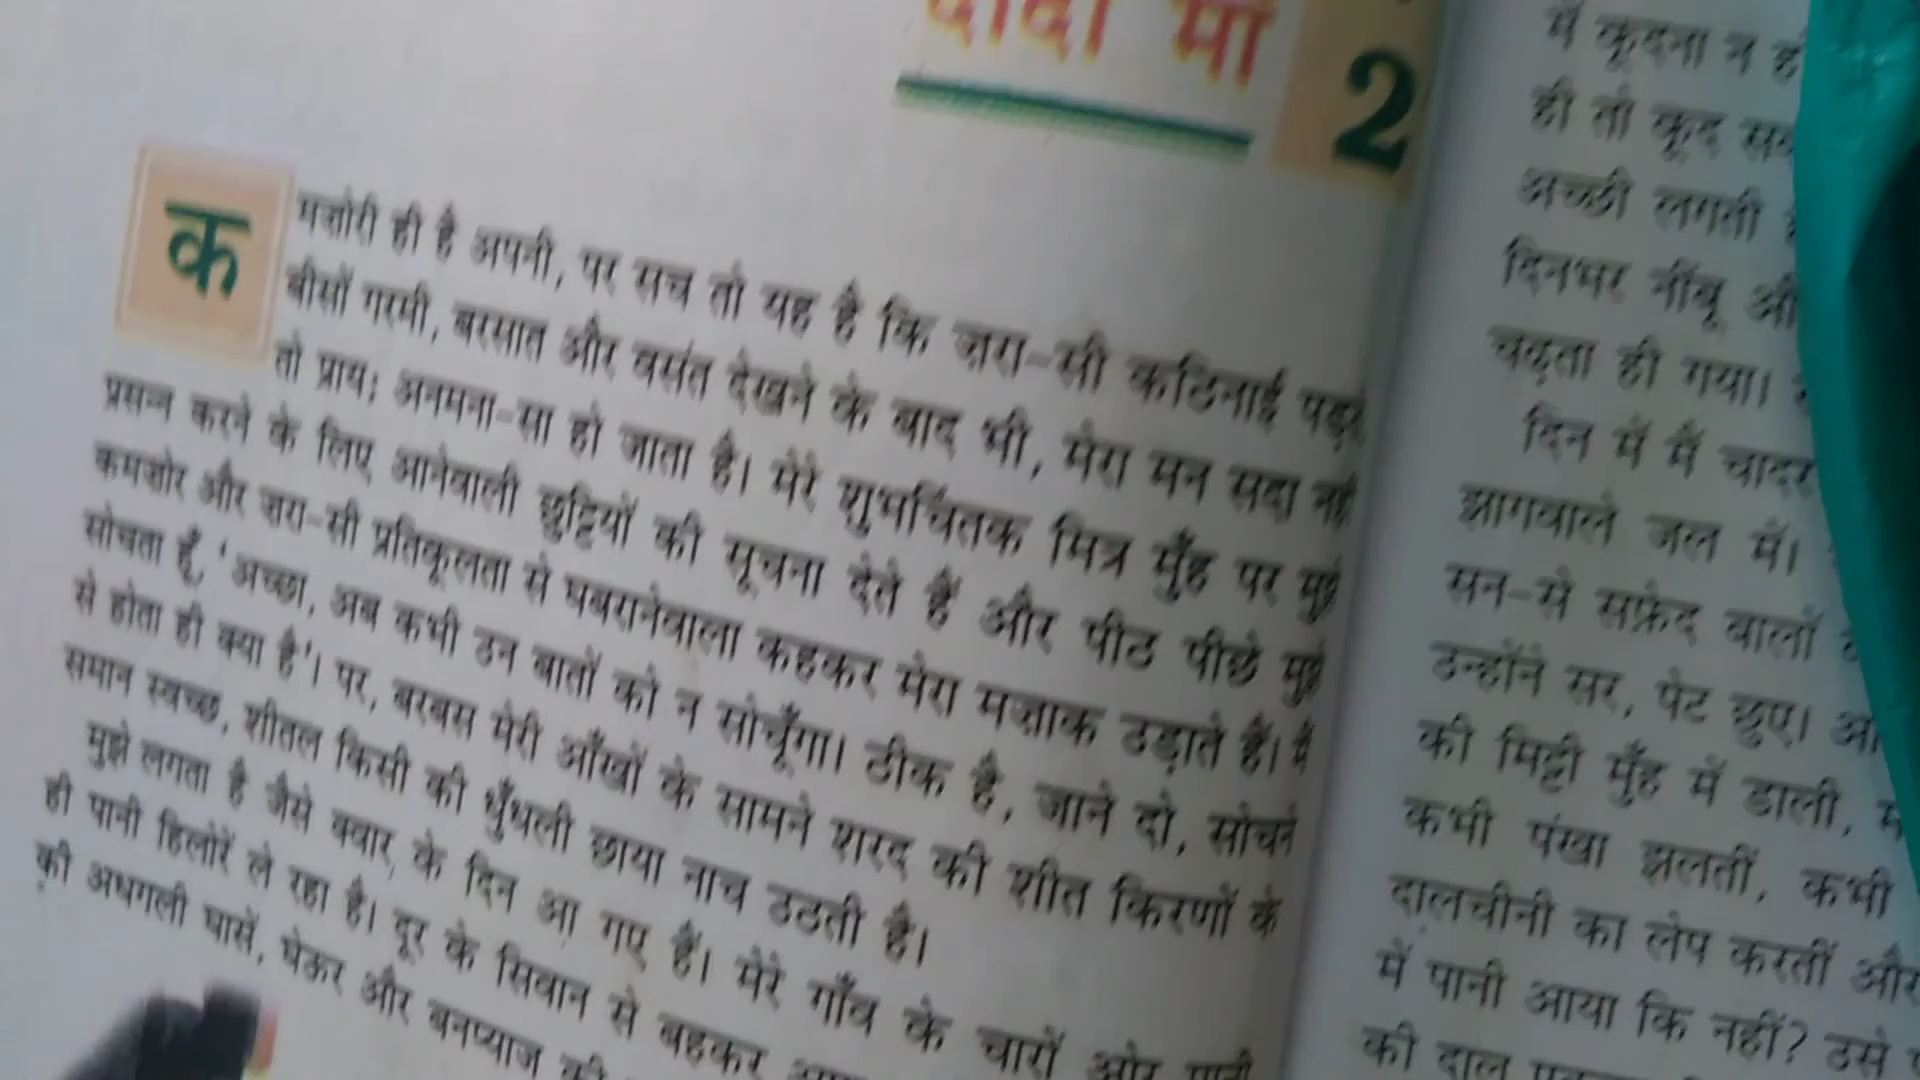 दादी माँ
2
कमज़ोरी ही है अपनी, पर सच तो यह है कि ज़रा-सी कठिनाई पड़ते
बीसों गरमी, बरसात और वसंत देखने के बाद भी, मेरा मन सदा नहीं
तो प्रायः अनमना-सा हो जाता है। मेरे शुभचिंतक मित्र मुँह पर मुझे
प्रसन्न करने के लिए आनेवाली छुट्टियों की सूचना देते हैं और पीठ पीछे मुझे
कमज़ोर और ज़रा-सी प्रतिकूलता से घबरानेवाला कहकर मेरा मज़ाक उड़ाते हैं। मैं
सोचता हूँ, 'अच्छा, अब कभी उन बातों को न सोचूँगा। ठीक है, जाने दो, सोचने
से होता ही क्या है'। पर, बरबस मेरी आँखों के सामने शरद की शीत किरणों के
समान स्वच्छ, शीतल किसी की धुँधली छाया नाच उठती है।
मुझे लगता है जैसे क्वार के दिन आ गए हैं। मेरे गाँव के चारों ओर पानी
ही पानी हिलोरें ले रहा है। दूर के सिवान से बहकर
की अधगली घासें, घेऊर और बनप्याज की
में कूदना न
ही तो कूद
अच्छी लगती
दिनभर नींबू
चढ़ता ही गया।
दिन में मैं चादर
झागवाले जल में।
सन-से सफ़ेद बालों
उन्होंने सर, पेट छुए।
की मिट्टी मुँह में डाली,
कभी पंखा झलतीं, कभी
दालचीनी का लेप करतीं और
में पानी आया कि नहीं? उसे
की दाल